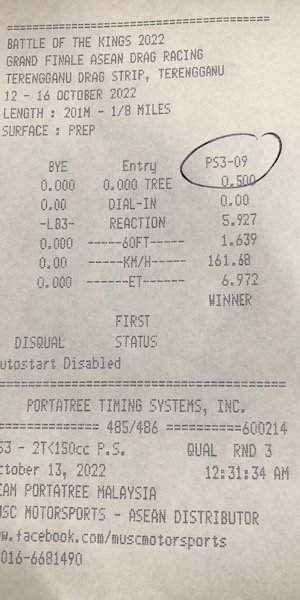 ================================
BATTLE OF THE KINGS 2022
GRAND FINALE ASEAN DRAG RACING
TERENGGANU DRAG STRIP, TERENGGANU
12 - 16 OCTOBER 2022
LENGTH : 201M - 1/8 MILES
SURFACE : PREP
BYE Entry PS3-09
0.000 0.000 TREE 0.500
0.00 DIAL-IN 0.00
-LB3- REACTION 5.927
0.000 -----60FT----- 1.639
0.00 -----KM/H----- 161.68
0.000 ------ET------ 6.972
WINNER
FIRST
DISQUAL STATUS
utostart Disabled
================================
PORTATREE TIMING SYSTEMS, INC.
============== 485/486 ==========600214
S3 - 2T<150cc P.S. QUAL RND 3
ctober 13, 2022 12:31:34 AM
EAM PORTATREE MALAYSIA
USC MOTORSPORTS - ASEAN DISTRIBUTOR
w.facebook.com/muscmotorsports
016-6681490